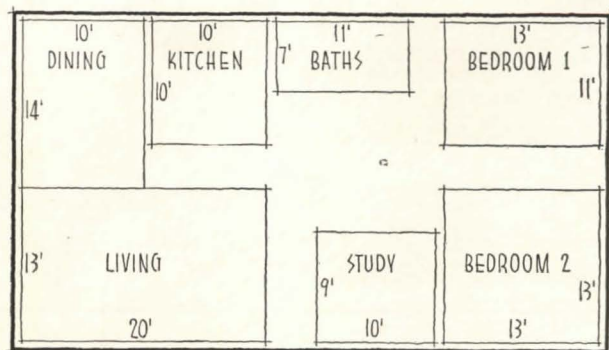 10' 10' 11' 13'
DINING KITCHEN 7' BATHS BEDROOM 1
14' 10' 11'
13' LIVING STUDY BEDROOM 2
9' 13'
20' 10' 13'